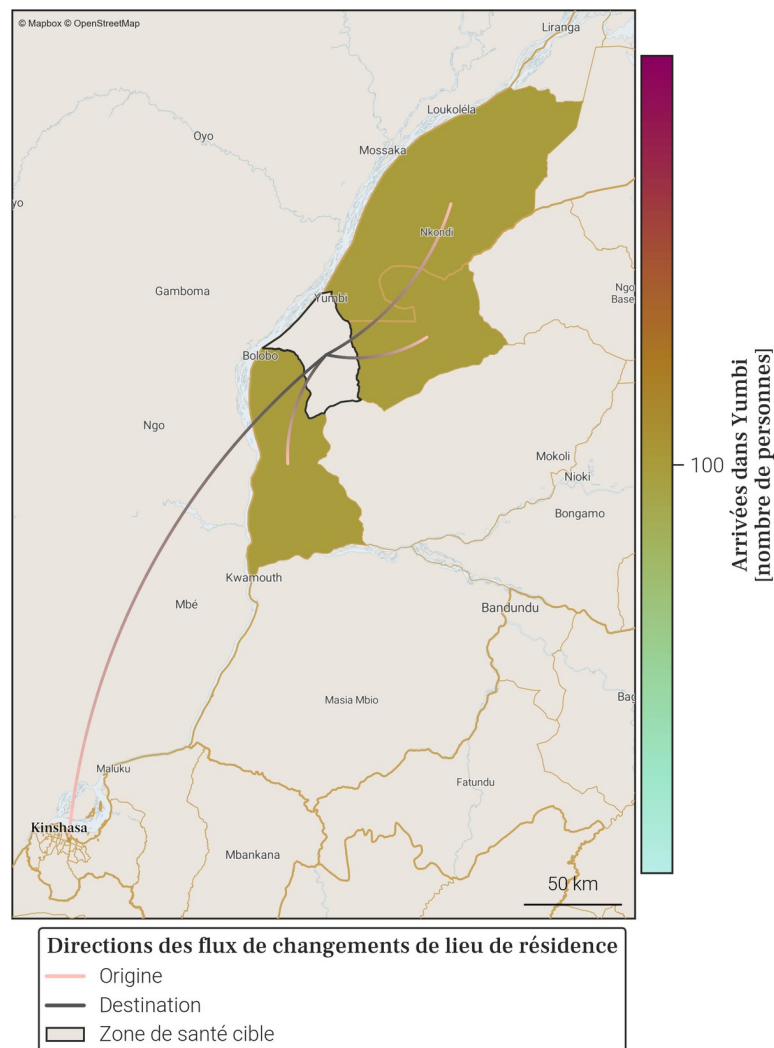 © Mapbox © OpenStreetMap
Liranga
Loukoléla
Oyo
Mossaka
yo
Nkondi
Gamboma
Yumbi
Ngo
Base
Bolobo
Ngo
Mokoli
Nioki
Bongamo
Kwamouth
Mbé
Bandundu
Masia Mbio
Bag
Maluku
Fatundu
Kinshasa
Mbankana
50 km
100
Arrivées dans Yumbi
[nombre de personnes]
Directions des flux de changements de lieu de résidence
Origine
Destination
Zone de santé cible